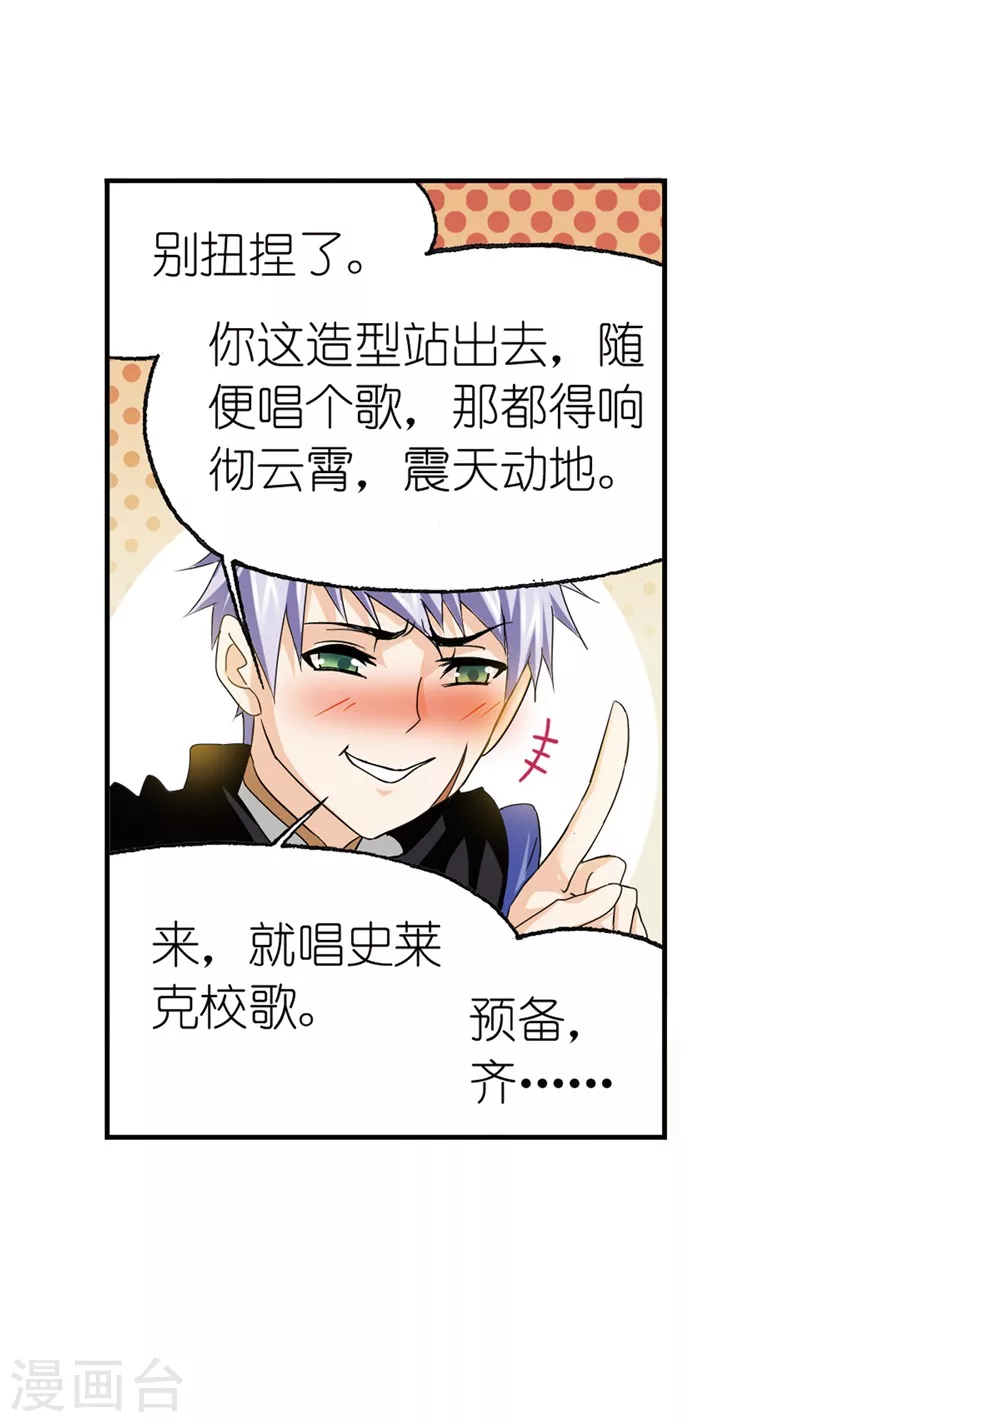 别扭捏了。
你这造型站出去，随
便唱个歌，那都得响
彻云霄，震天动地。
来，就唱史莱
克校歌。
预备，
齐……
漫画台